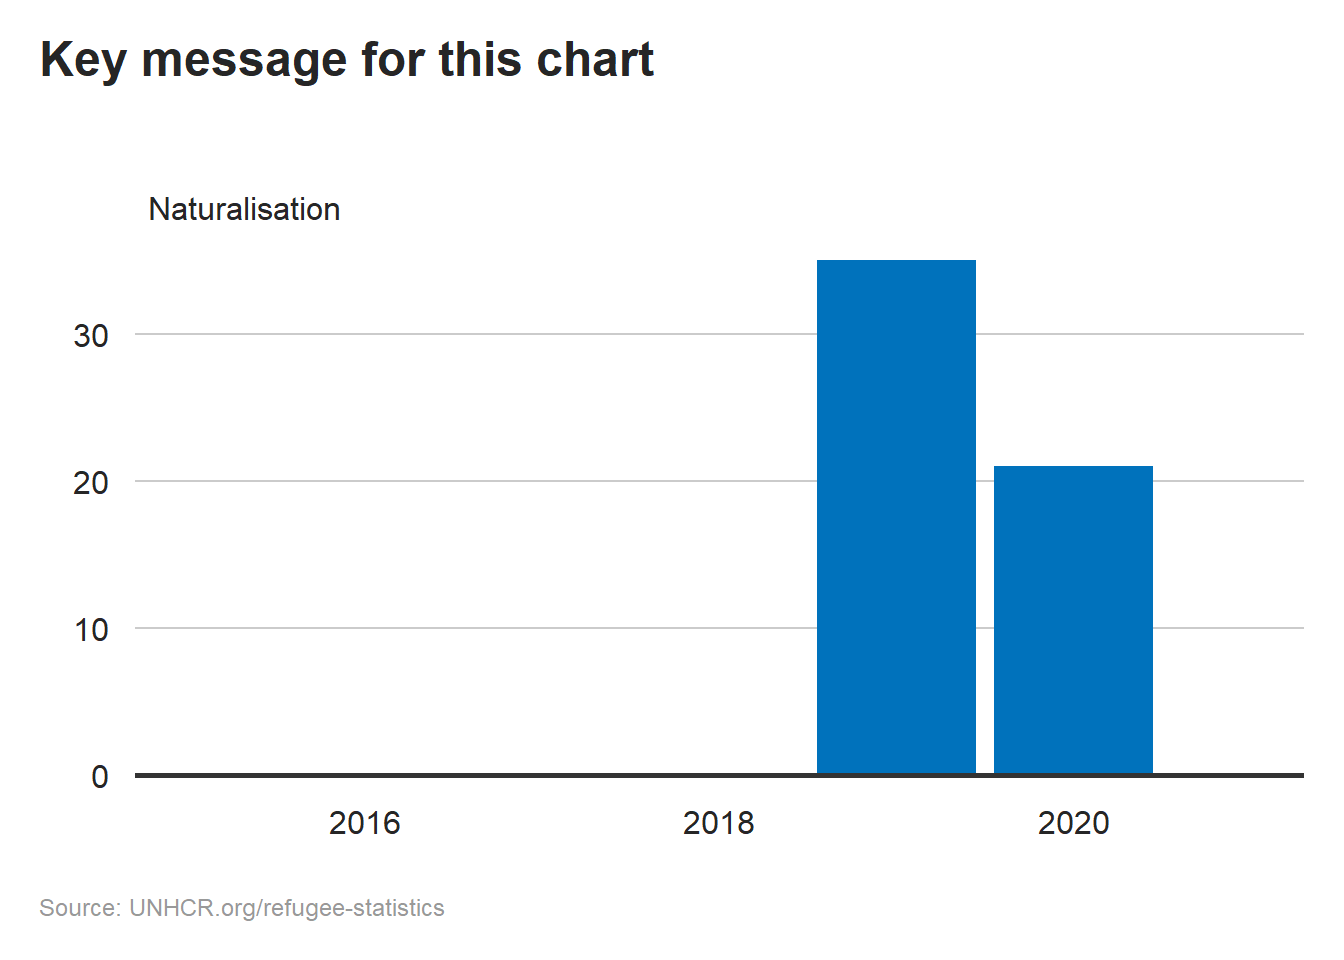 Key message for this chart
Naturalisation
30
20
10
0
2016 2018 2020
Source: UNHCR.org/refugee-statistics